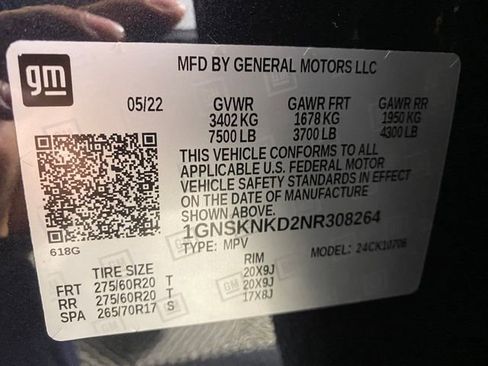 gm
MFD BY GENERAL MOTORS LLC
05/22 GVWR GAWR FRT GAWR RR
3402 KG 1678 KG 1950 KG
7500 LB 3700 LB 4300 LB
THIS VEHICLE CONFORMS TO ALL
APPLICABLE U.S. FEDERAL MOTOR
VEHICLE SAFETY STANDARDS IN EFFECT
ON THE DATE OF MANUFACTURE
SHOWN ABOVE.
1GNSKNKD2NR308264
618G TYPE: MPV MODEL: 24CK10706
TIRE SIZE RIM
FRT 275/60R20 T 20X9J
RR 275/60R20 T 20X9J
SPA 265/70R17 S 17X8J